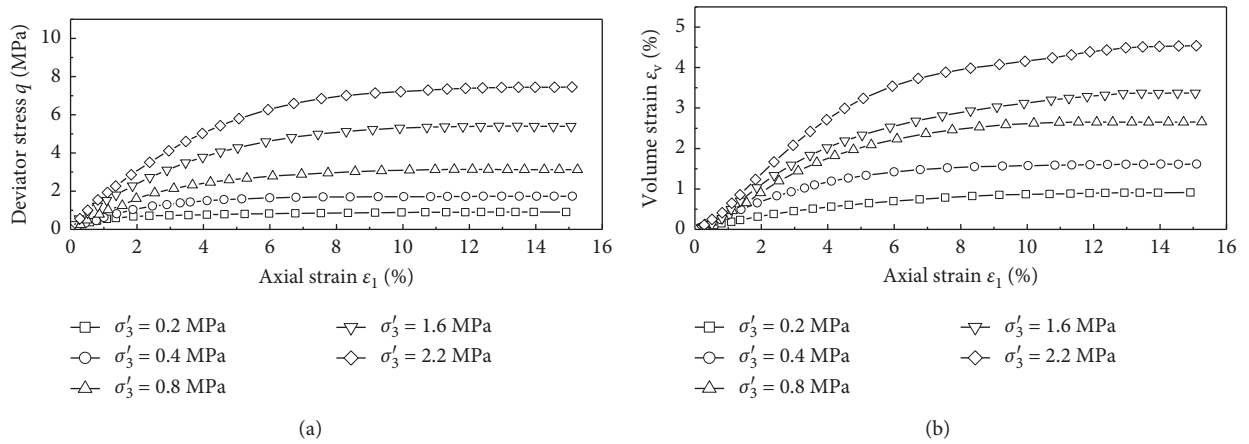 Deviator stress q (MPa)
10
8
6
4
2
0
0 2 4 6 8 10 12 14 16
Axial strain ε1 (%)
σ′3 = 0.2 MPa
σ′3 = 0.4 MPa
σ′3 = 0.8 MPa
σ′3 = 1.6 MPa
σ′3 = 2.2 MPa
(a)
Volume strain εv (%)
5
4
3
2
1
0
0 2 4 6 8 10 12 14 16
Axial strain ε1 (%)
σ′3 = 0.2 MPa
σ′3 = 0.4 MPa
σ′3 = 0.8 MPa
σ′3 = 1.6 MPa
σ′3 = 2.2 MPa
(b)